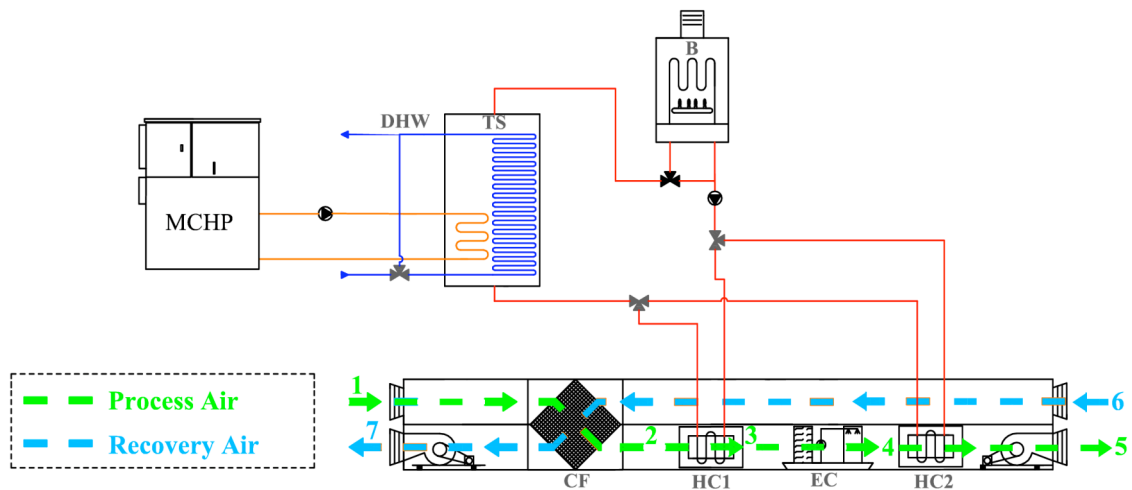 B
DHW
TS
MCHP
Process Air
Recovery Air
1
6
7
2
3
4
5
CF
HC1
EC
HC2